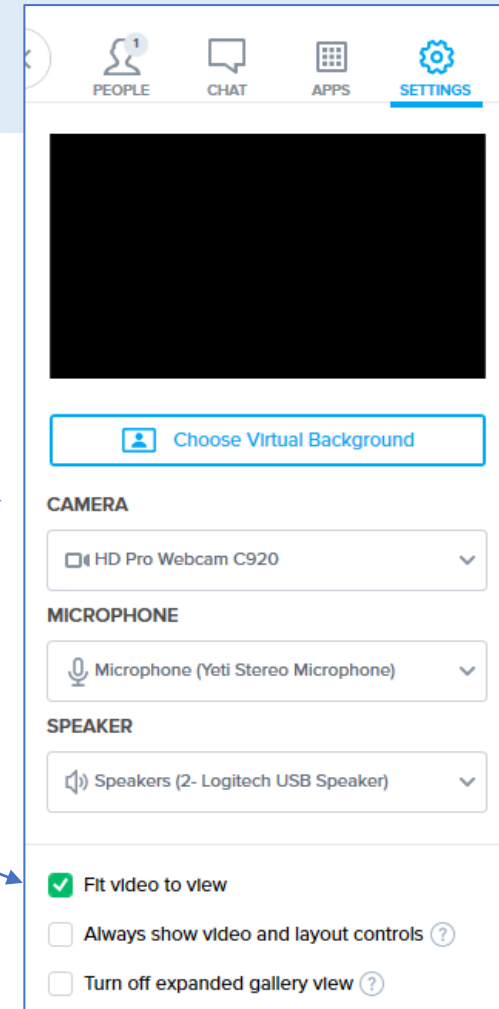 1
PEOPLE CHAT APPS SETTINGS
Choose Virtual Background
CAMERA
HD Pro Webcam C920
MICROPHONE
Microphone (Yeti Stereo Microphone)
SPEAKER
Speakers (2- Logitech USB Speaker)
Fit video to view
Always show video and layout controls ?
Turn off expanded gallery view ?